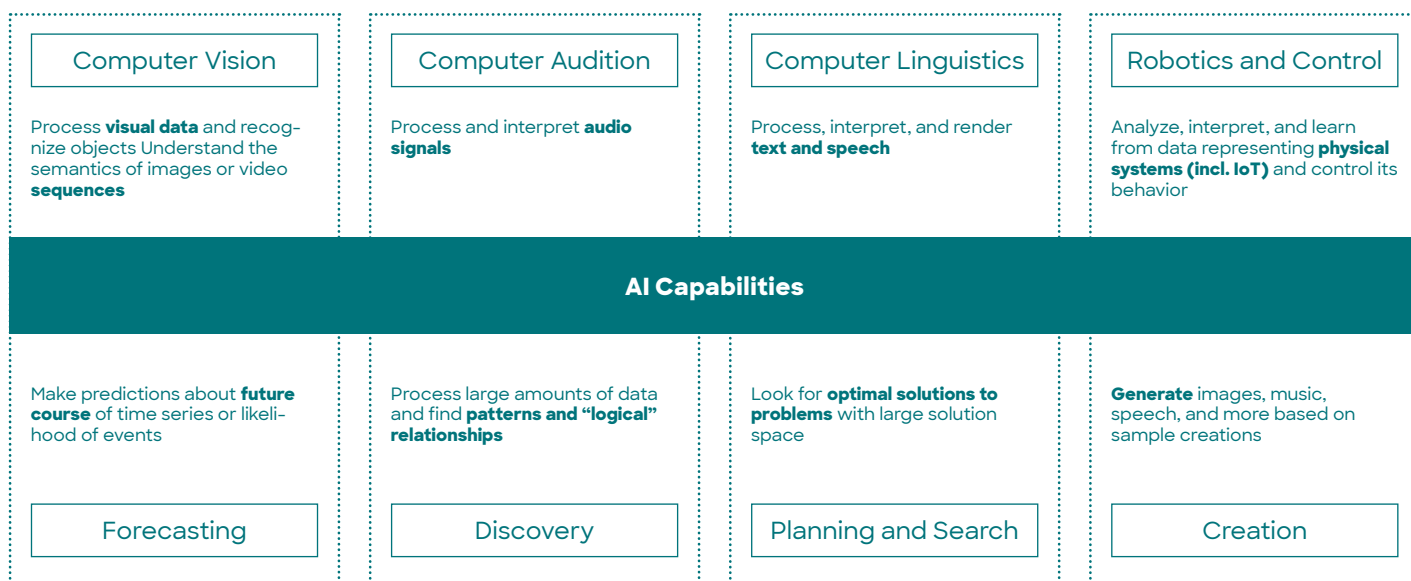 Computer Vision
Process visual data and recog-
nize objects Understand the
semantics of images or video
sequences
Computer Audition
Process and interpret audio
signals
Computer Linguistics
Process, interpret, and render
text and speech
Robotics and Control
Analyze, interpret, and learn
from data representing physical
systems (incl. IoT) and control its
behavior
AI Capabilities
Make predictions about future
course of time series or likeli-
hood of events
Forecasting
Process large amounts of data
and find patterns and “logical”
relationships
Discovery
Look for optimal solutions to
problems with large solution
space
Planning and Search
Generate images, music,
speech, and more based on
sample creations
Creation